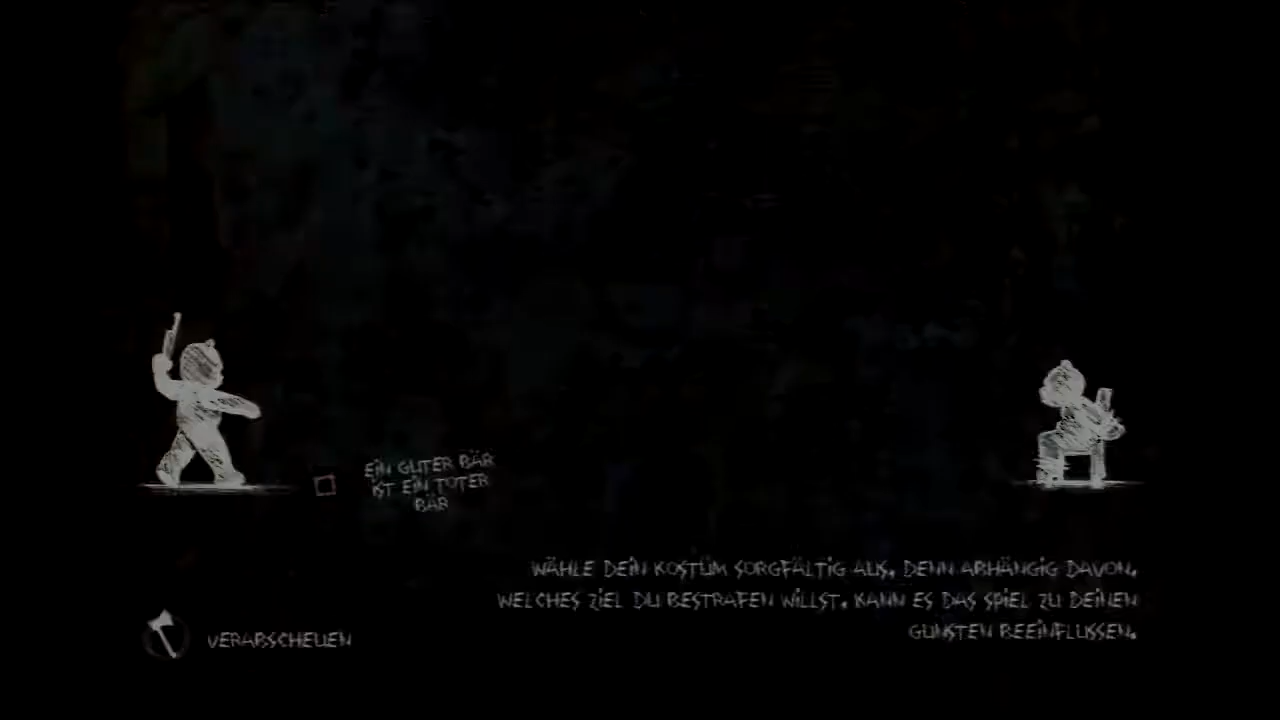 EIN GUTER BÄR
IST EIN TOTER
BÄR
WÄHLE DEIN KOSTÜM SORGFÄLTIG AUS, DENN ABHÄNGIG DAVON,
WELCHES ZIEL DU BESTRAFEN WILLST, KANN ES DAS SPIEL ZU DEINEN
GUNSTEN BEEINFLUSSEN.
VERABSCHEUEN